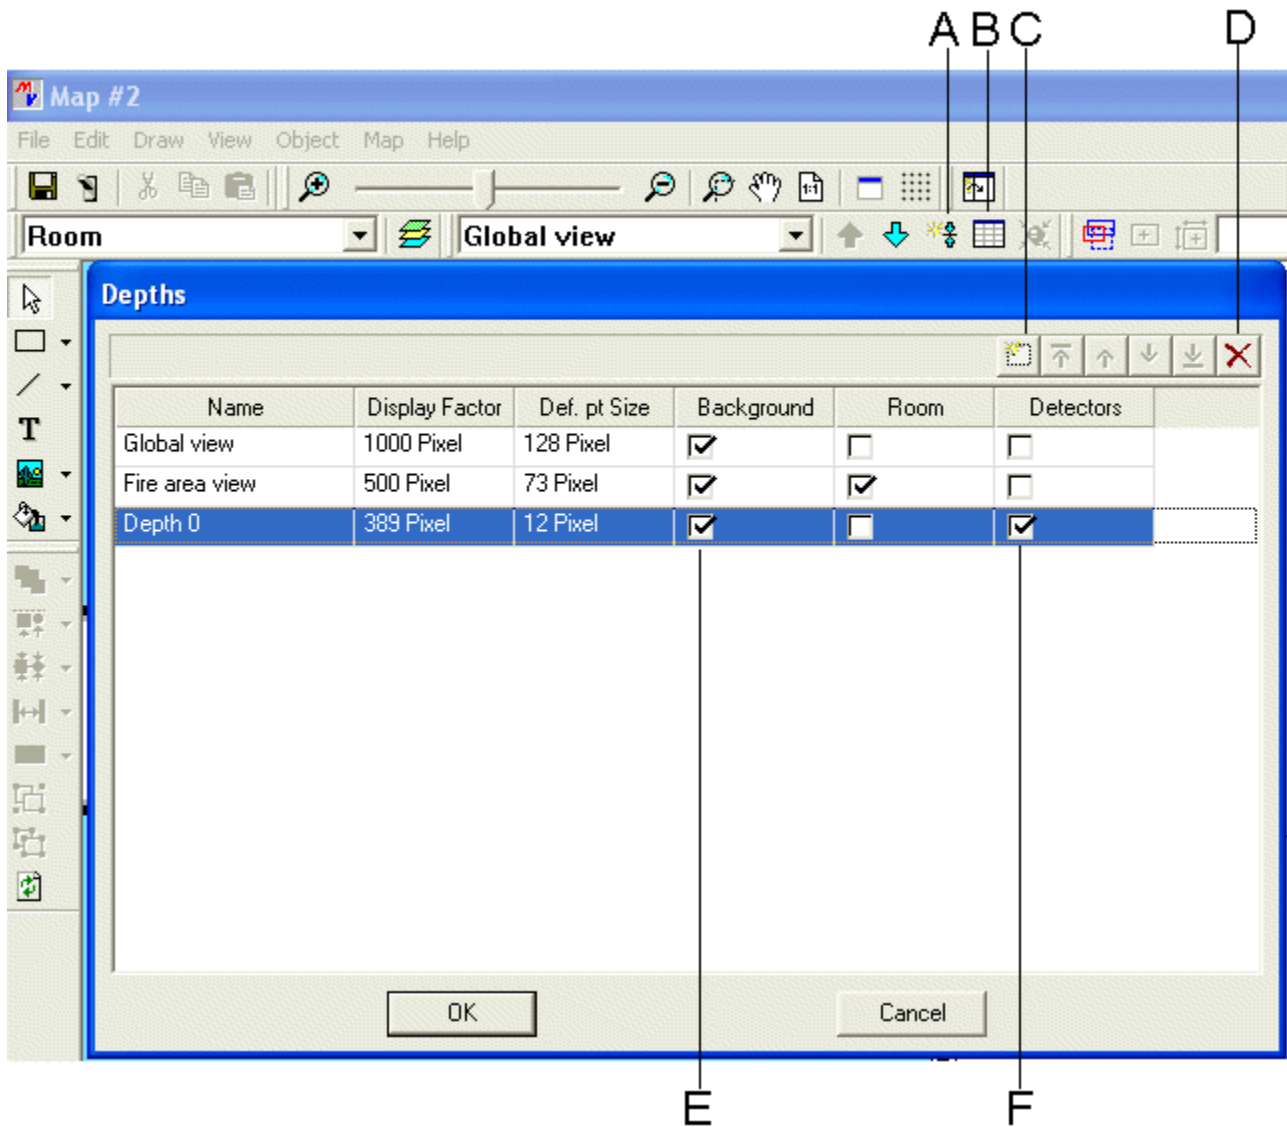 A B C D
Map #2
File Edit Draw View Object Map Help
1:1
Room Global view
Depths
T
Name Display Factor Def. pt Size Background Room Detectors
Global view 1000 Pixel 128 Pixel
Fire area view 500 Pixel 73 Pixel
Depth 0 389 Pixel 12 Pixel
OK Cancel
E F